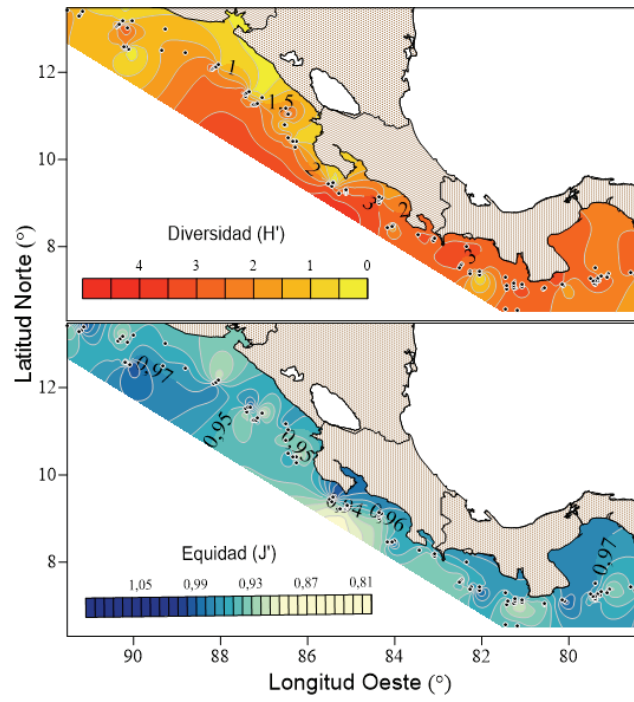 12
10
8
1
1.5
2
3
2
3
Diversidad (H')
4 3 2 1 0
Latitud Norte (°)
12
10
8
0,97
0,95
0,95
0,94
0,96
0,97
Equidad (J')
1,05 0,99 0,93 0,87 0,81
90 88 86 84 82 80
Longitud Oeste (°)